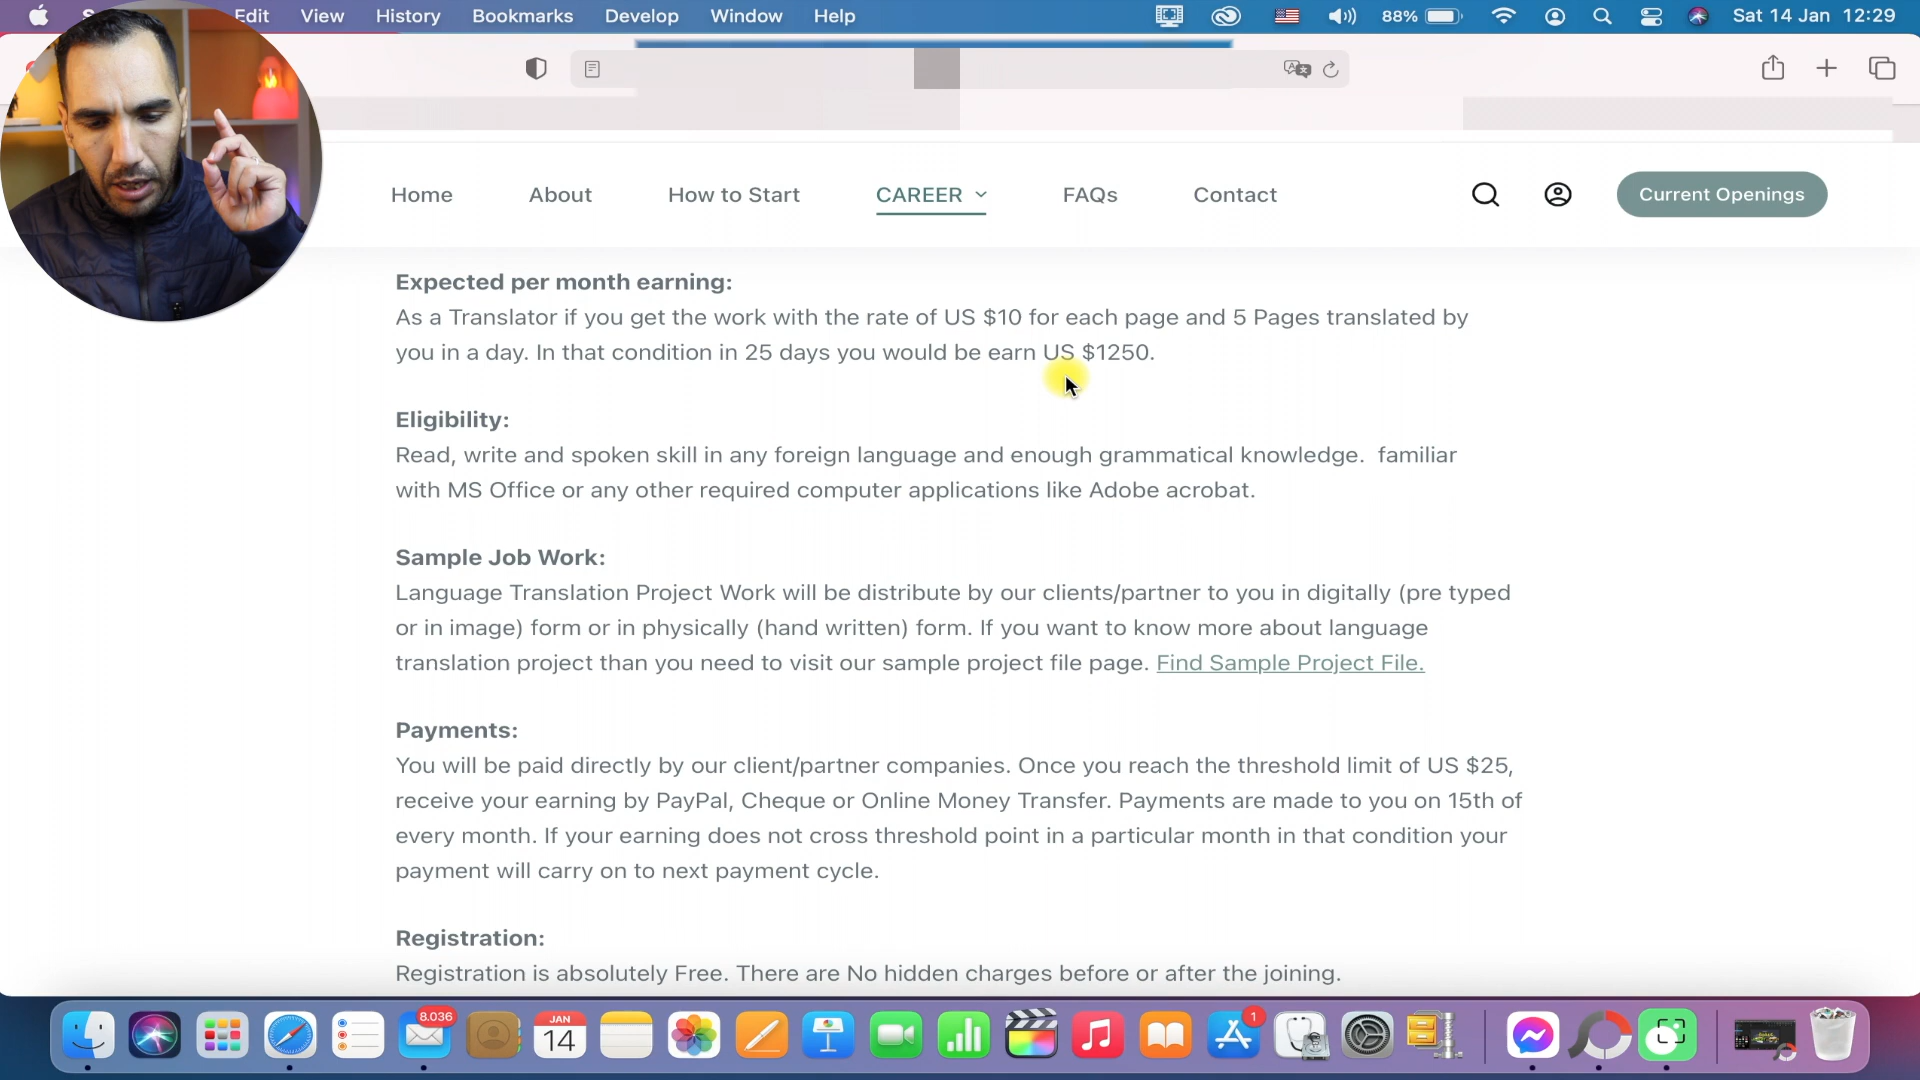 Edit View History Bookmarks Develop Window Help 88% Sat 14 Jan 12:29
Home About How to Start CAREER FAQs Contact Current Openings
Expected per month earning:
As a Translator if you get the work with the rate of US $10 for each page and 5 Pages translated by
you in a day. In that condition in 25 days you would be earn US $1250.
Eligibility:
Read, write and spoken skill in any foreign language and enough grammatical knowledge. familiar
with MS Office or any other required computer applications like Adobe acrobat.
Sample Job Work:
Language Translation Project Work will be distribute by our clients/partner to you in digitally (pre typed
or in image) form or in physically (hand written) form. If you want to know more about language
translation project than you need to visit our sample project file page. Find Sample Project File.
Payments:
You will be paid directly by our client/partner companies. Once you reach the threshold limit of US $25,
receive your earning by PayPal, Cheque or Online Money Transfer. Payments are made to you on 15th of
every month. If your earning does not cross threshold point in a particular month in that condition your
payment will carry on to next payment cycle.
Registration:
Registration is absolutely Free. There are No hidden charges before or after the joining.
8.036
JAN
14
1